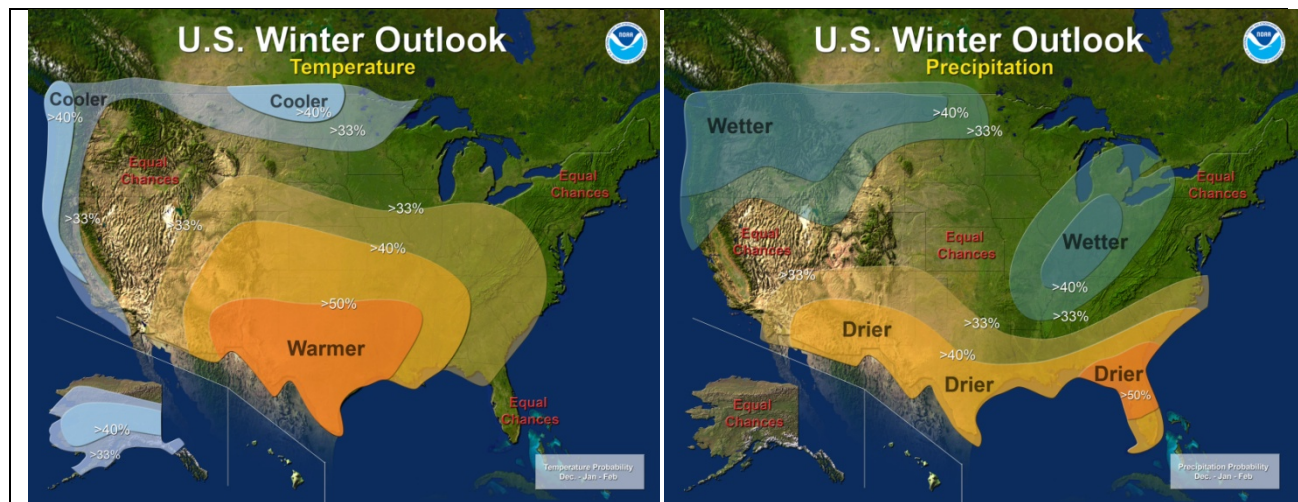 U.S. Winter Outlook
Temperature
NOAA
Cooler
>40%
Cooler
>40%
>33%
Equal
Chances
Equal
Chances
>33%
>33%
>33%
>40%
>50%
Warmer
Equal
Chances
>40%
>33%
Temperature Probability
Dec. - Jan - Feb
U.S. Winter Outlook
Precipitation
NOAA
Wetter
>40%
>33%
Equal
Chances
Equal
Chances
Equal
Chances
Wetter
>40%
>33%
>33%
Drier
>33%
>40%
Drier
Drier
>50%
Equal
Chances
Precipitation Probability
Dec. - Jan - Feb